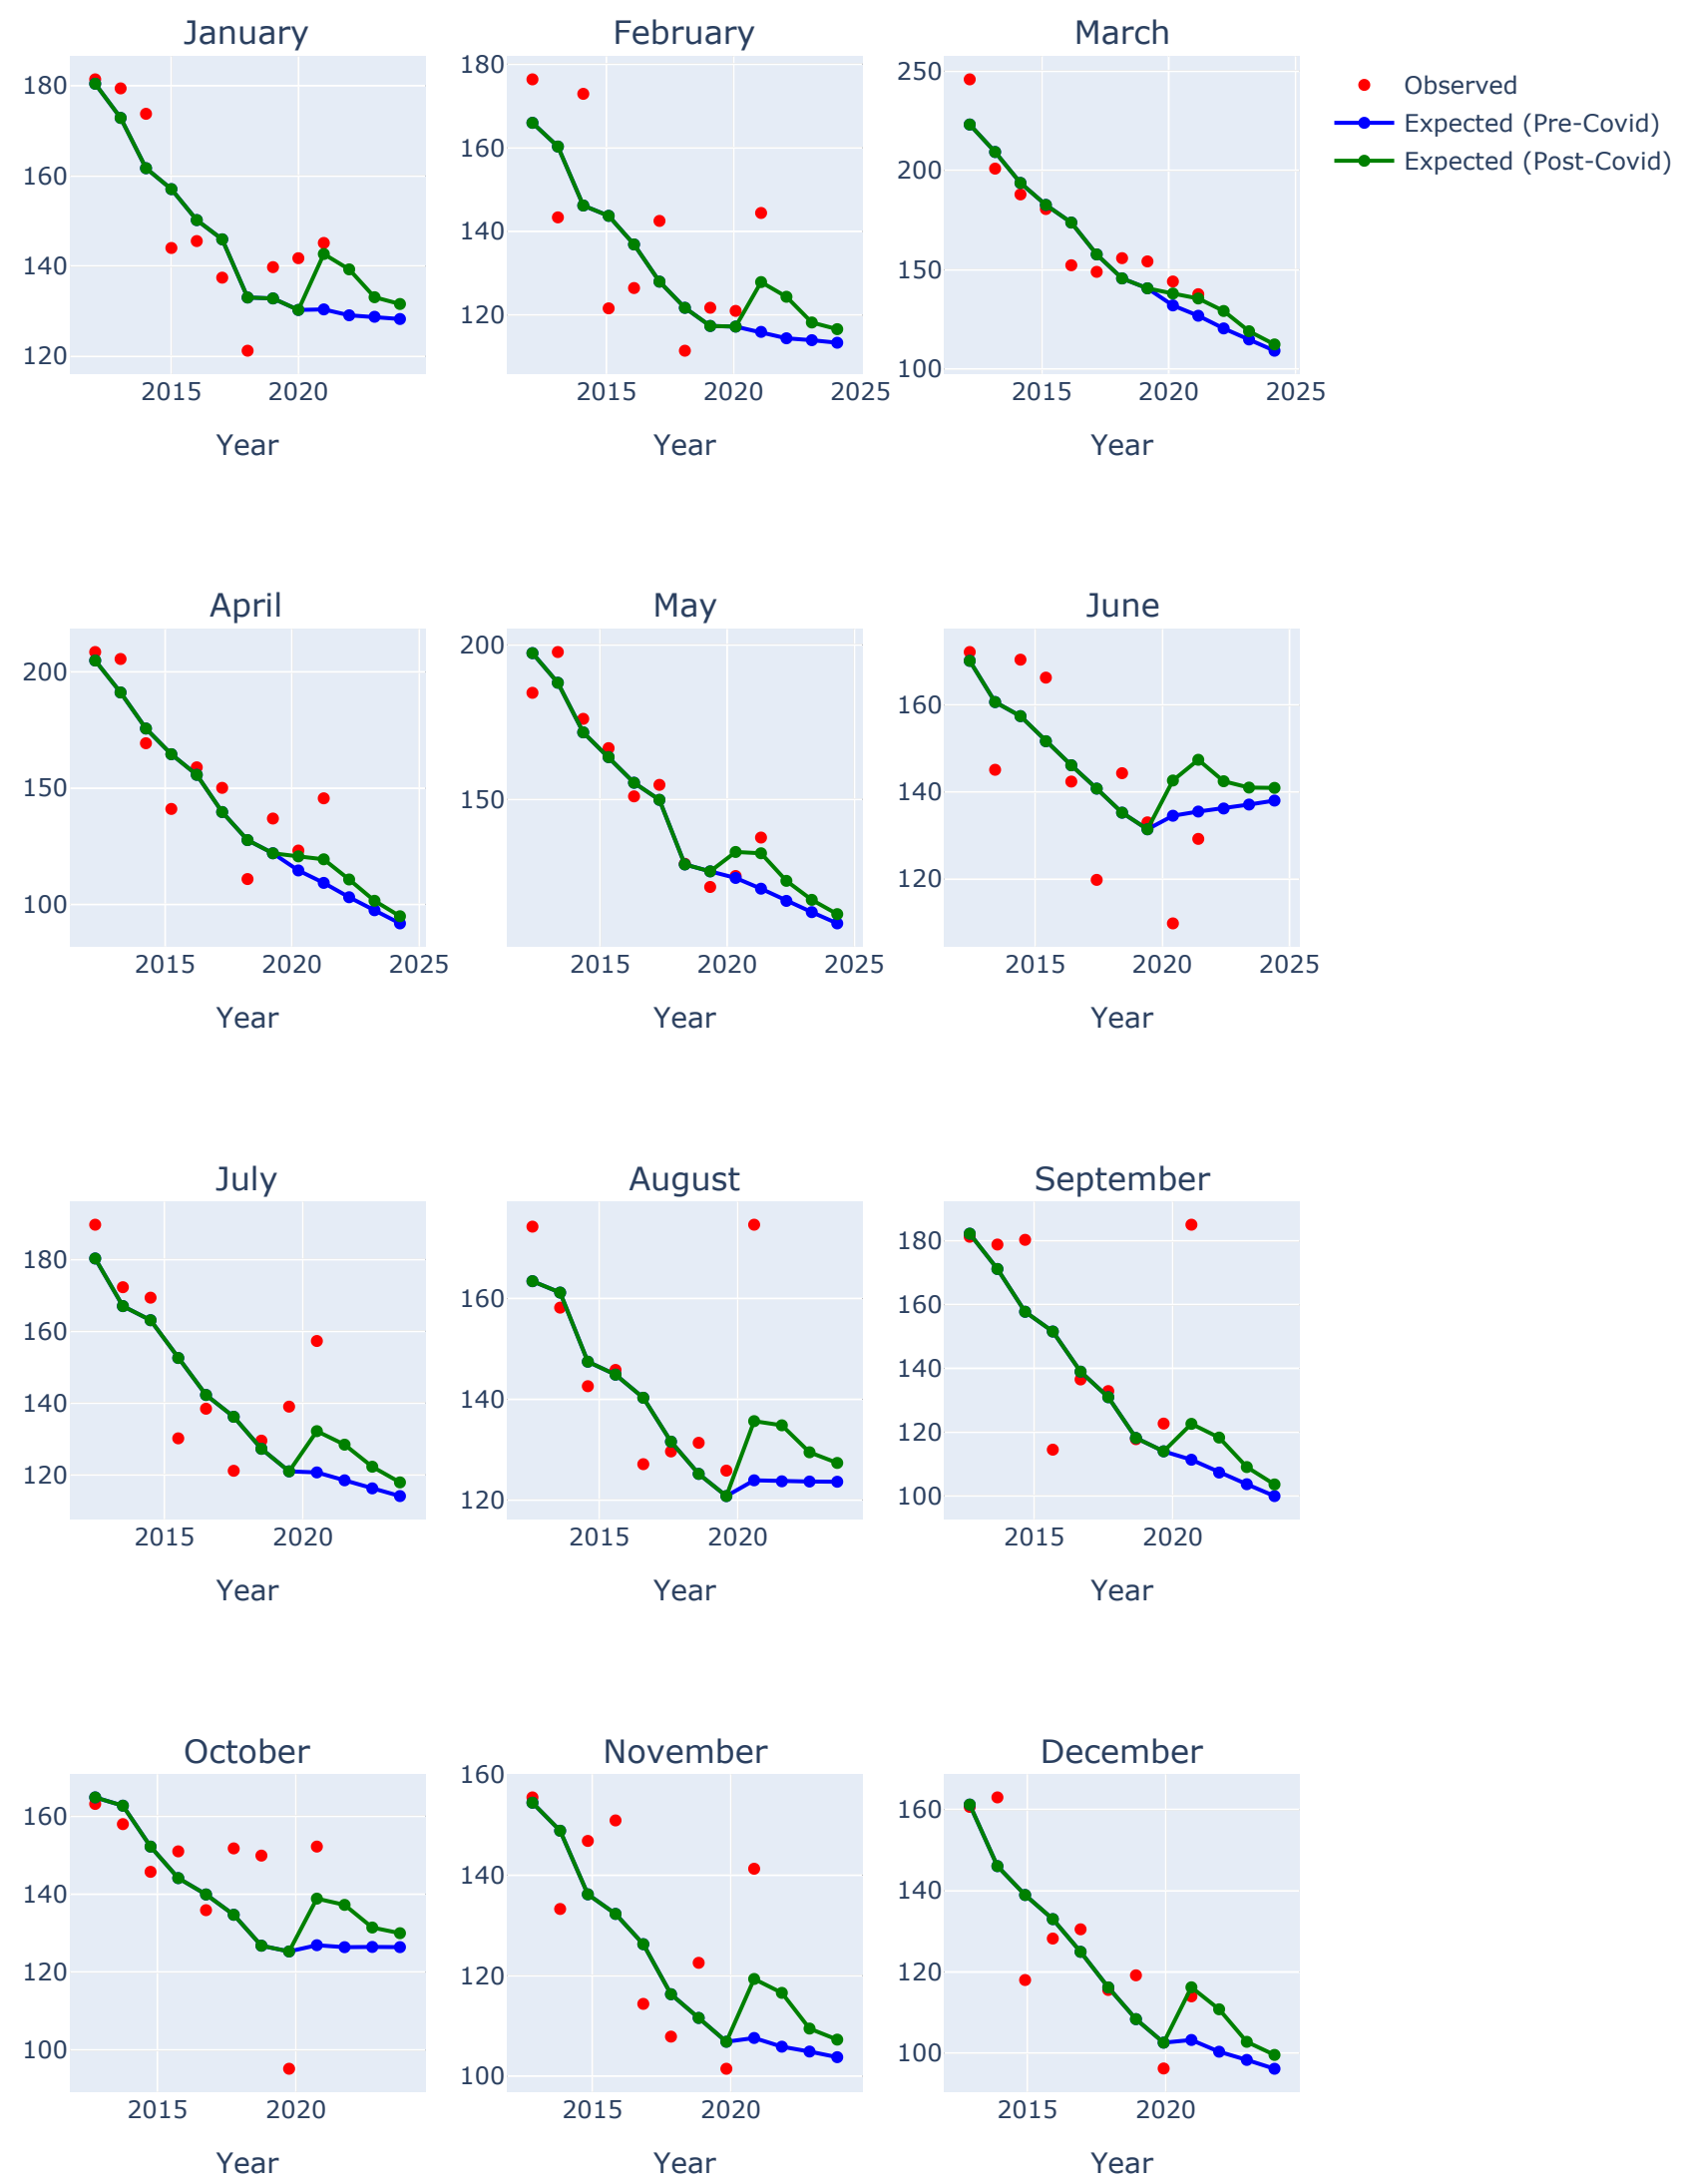 January
February
March
180
160
140
120
2015
2020
Year
180
160
140
120
2015
2020
2025
Year
250
200
150
100
2015
2020
2025
Year
Observed
Expected (Pre-Covid)
Expected (Post-Covid)
April
May
June
200
150
100
2015
2020
2025
Year
200
150
2015
2020
2025
Year
160
140
120
2015
2020
2025
Year
July
August
September
180
160
140
120
2015
2020
Year
160
140
120
2015
2020
Year
180
160
140
120
100
2015
2020
Year
October
November
December
160
140
120
100
2015
2020
Year
160
140
120
100
2015
2020
Year
160
140
120
100
2015
2020
Year